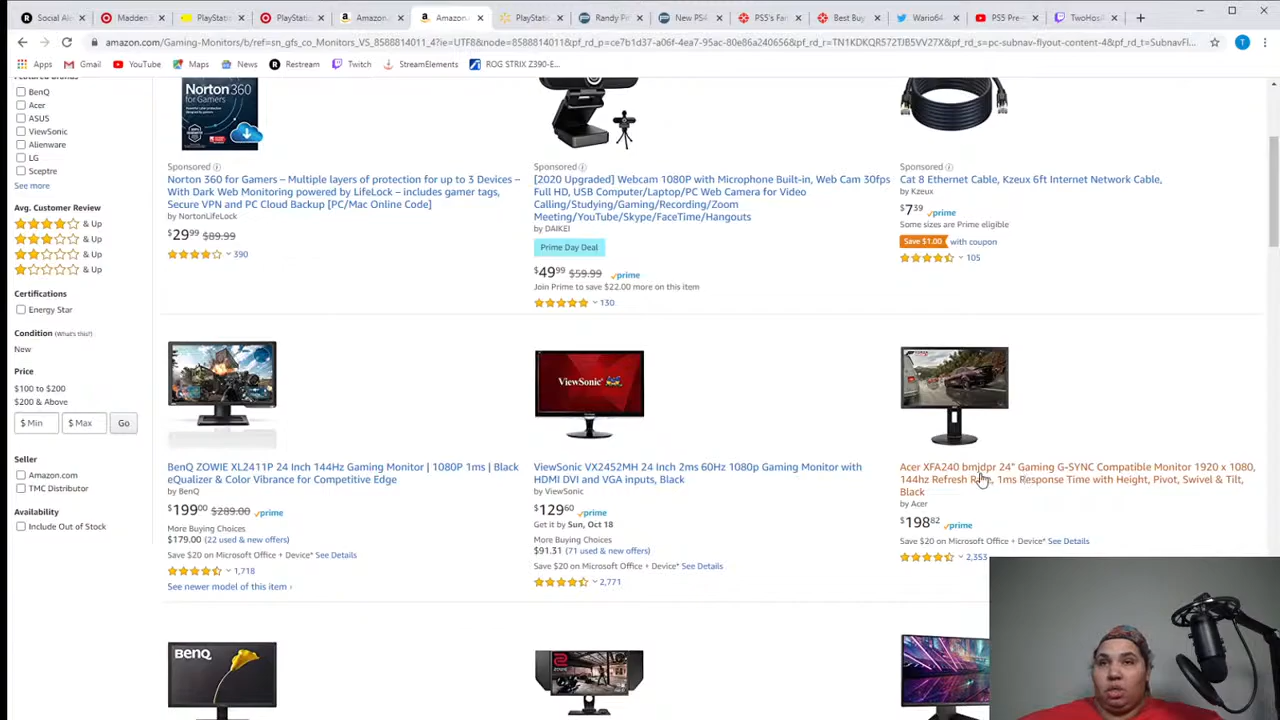 Social Al
Madden
PlayStati
PlayStati
Amazon.
Amazon.
PlayStati
Randy Pi
New PS4
PS5's Fa
Best Buy
Wario64
PS5 Pre-
TwoHos
amazon.com/Gaming-Monitors/b/ref=sn_gfs_co_Monitors_VS_8588814011_4?ie=UTF8&node=8588814011&pf_rd_p=ce7b1d37-a06f-4ea7-95ac-80e86a240656&pf_rd_r=TN1KDKQR572TJB5VV27X&pf_rd_s=pc-subnav-flyout-content-4&pf_rd_t=SubnavFl...
T
Apps
Gmail
YouTube
Maps
News
Restream
Twitch
StreamElements
ROG STRIX Z390-E...
BenQ
Acer
ASUS
ViewSonic
Alienware
LG
Sceptre
See more
Avg. Customer Review
& Up
& Up
& Up
& Up
Certifications
Energy Star
Condition (What's this?)
New
Price
$100 to $200
$200 & Above
$ Min
$ Max
Go
Seller
Amazon.com
TMC Distributor
Availability
Include Out of Stock
Norton
360
for Gamers
Sponsored
Norton 360 for Gamers – Multiple layers of protection for up to 3 Devices –
With Dark Web Monitoring powered by LifeLock – includes gamer tags,
Secure VPN and PC Cloud Backup [PC/Mac Online Code]
by NortonLifeLock
$29.99 $89.99
390
Sponsored
[2020 Upgraded] Webcam 1080P with Microphone Built-in, Web Cam 30fps
Full HD, USB Computer/Laptop/PC Web Camera for Video
Calling/Studying/Gaming/Recording/Zoom
Meeting/YouTube/Skype/FaceTime/Hangouts
by DAIKEI
Prime Day Deal
$49.99 $59.99 prime
Join Prime to save $22.00 more on this item
130
Sponsored
Cat 8 Ethernet Cable, Kzeux 6ft Internet Network Cable,
by Kzeux
$7.39 prime
Some sizes are Prime eligible
Save $1.00 with coupon
105
BenQ ZOWIE XL2411P 24 Inch 144Hz Gaming Monitor | 1080P 1ms | Black
eQualizer & Color Vibrance for Competitive Edge
by BenQ
$199.00 $289.00 prime
More Buying Choices
$179.00 (22 used & new offers)
Save $20 on Microsoft Office + Device* See Details
1,718
See newer model of this item ›
ViewSonic
ViewSonic VX2452MH 24 Inch 2ms 60Hz 1080p Gaming Monitor with
HDMI DVI and VGA inputs, Black
by ViewSonic
$129.60 prime
Get it by Sun, Oct 18
More Buying Choices
$91.31 (71 used & new offers)
Save $20 on Microsoft Office + Device* See Details
2,771
Acer XFA240 bmjdpr 24" Gaming G-SYNC Compatible Monitor 1920 x 1080,
144hz Refresh R 1ms Response Time with Height, Pivot, Swivel & Tilt,
Black
by Acer
$198.82 prime
Save $20 on Microsoft Office + Device* See Details
2,353
BenQ